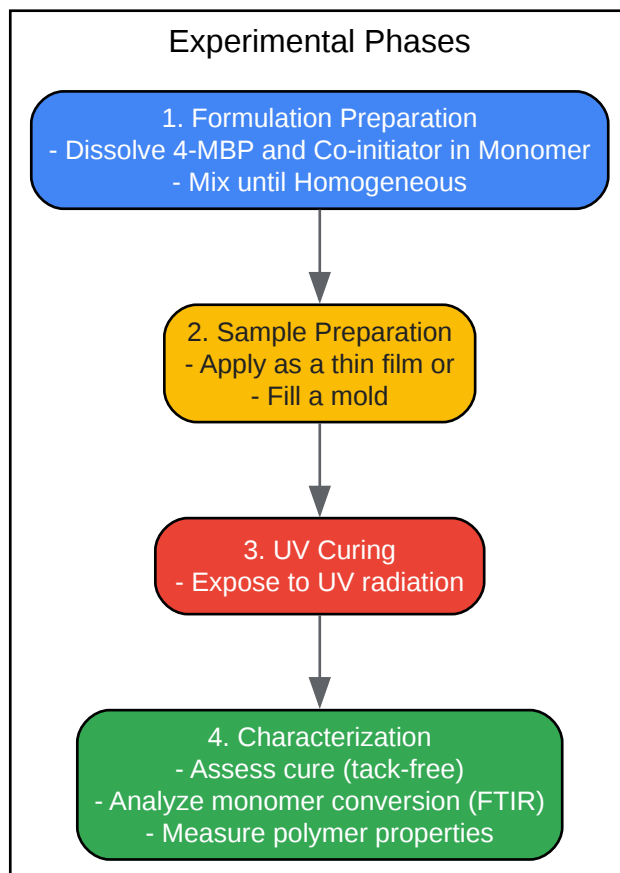 Experimental Phases
1. Formulation Preparation
- Dissolve 4-MBP and Co-initiator in Monomer
- Mix until Homogeneous
2. Sample Preparation
- Apply as a thin film or
- Fill a mold
3. UV Curing
- Expose to UV radiation
4. Characterization
- Assess cure (tack-free)
- Analyze monomer conversion (FTIR)
- Measure polymer properties